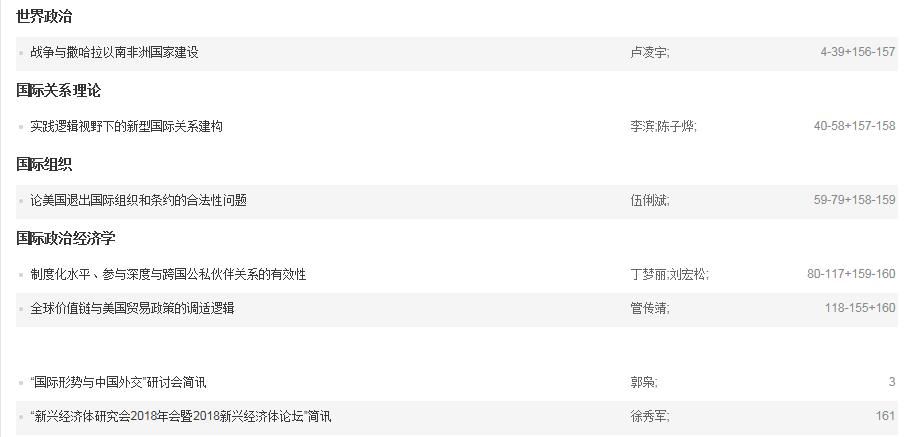 世界政治
战争与撒哈拉以南非洲国家建设 卢凌宇; 4-39+156-157
国际关系理论
实践逻辑视野下的新型国际关系建构 李滨;陈子烨; 40-58+157-158
国际组织
论美国退出国际组织和条约的合法性问题 伍俐斌; 59-79+158-159
国际政治经济学
制度化水平、参与深度与跨国公私伙伴关系的有效性 丁梦丽;刘宏松; 80-117+159-160
全球价值链与美国贸易政策的调适逻辑 管传靖; 118-155+160
“国际形势与中国外交”研讨会简讯 郭枭; 3
“新兴经济体研究会2018年会暨2018新兴经济体论坛”简讯 徐秀军; 161